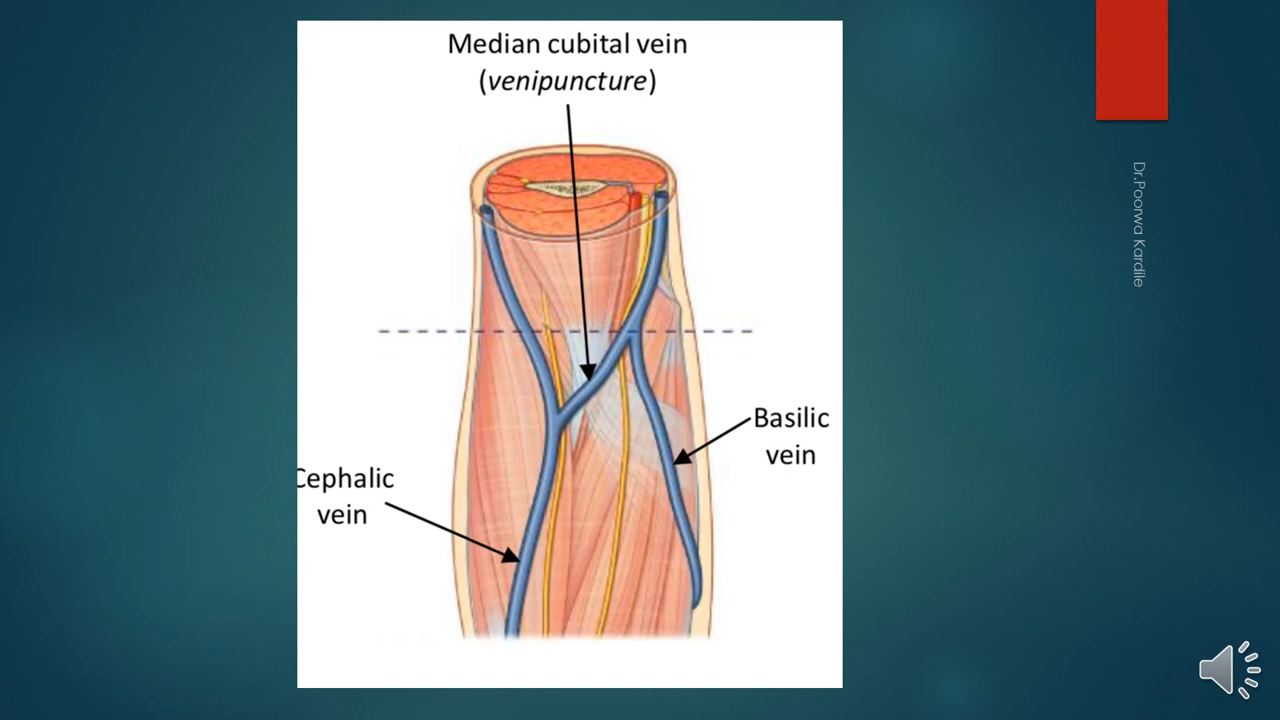 Median cubital vein
(venipuncture)
Basilic
vein
Cephalic
vein
Dr.Poorwa Kardile